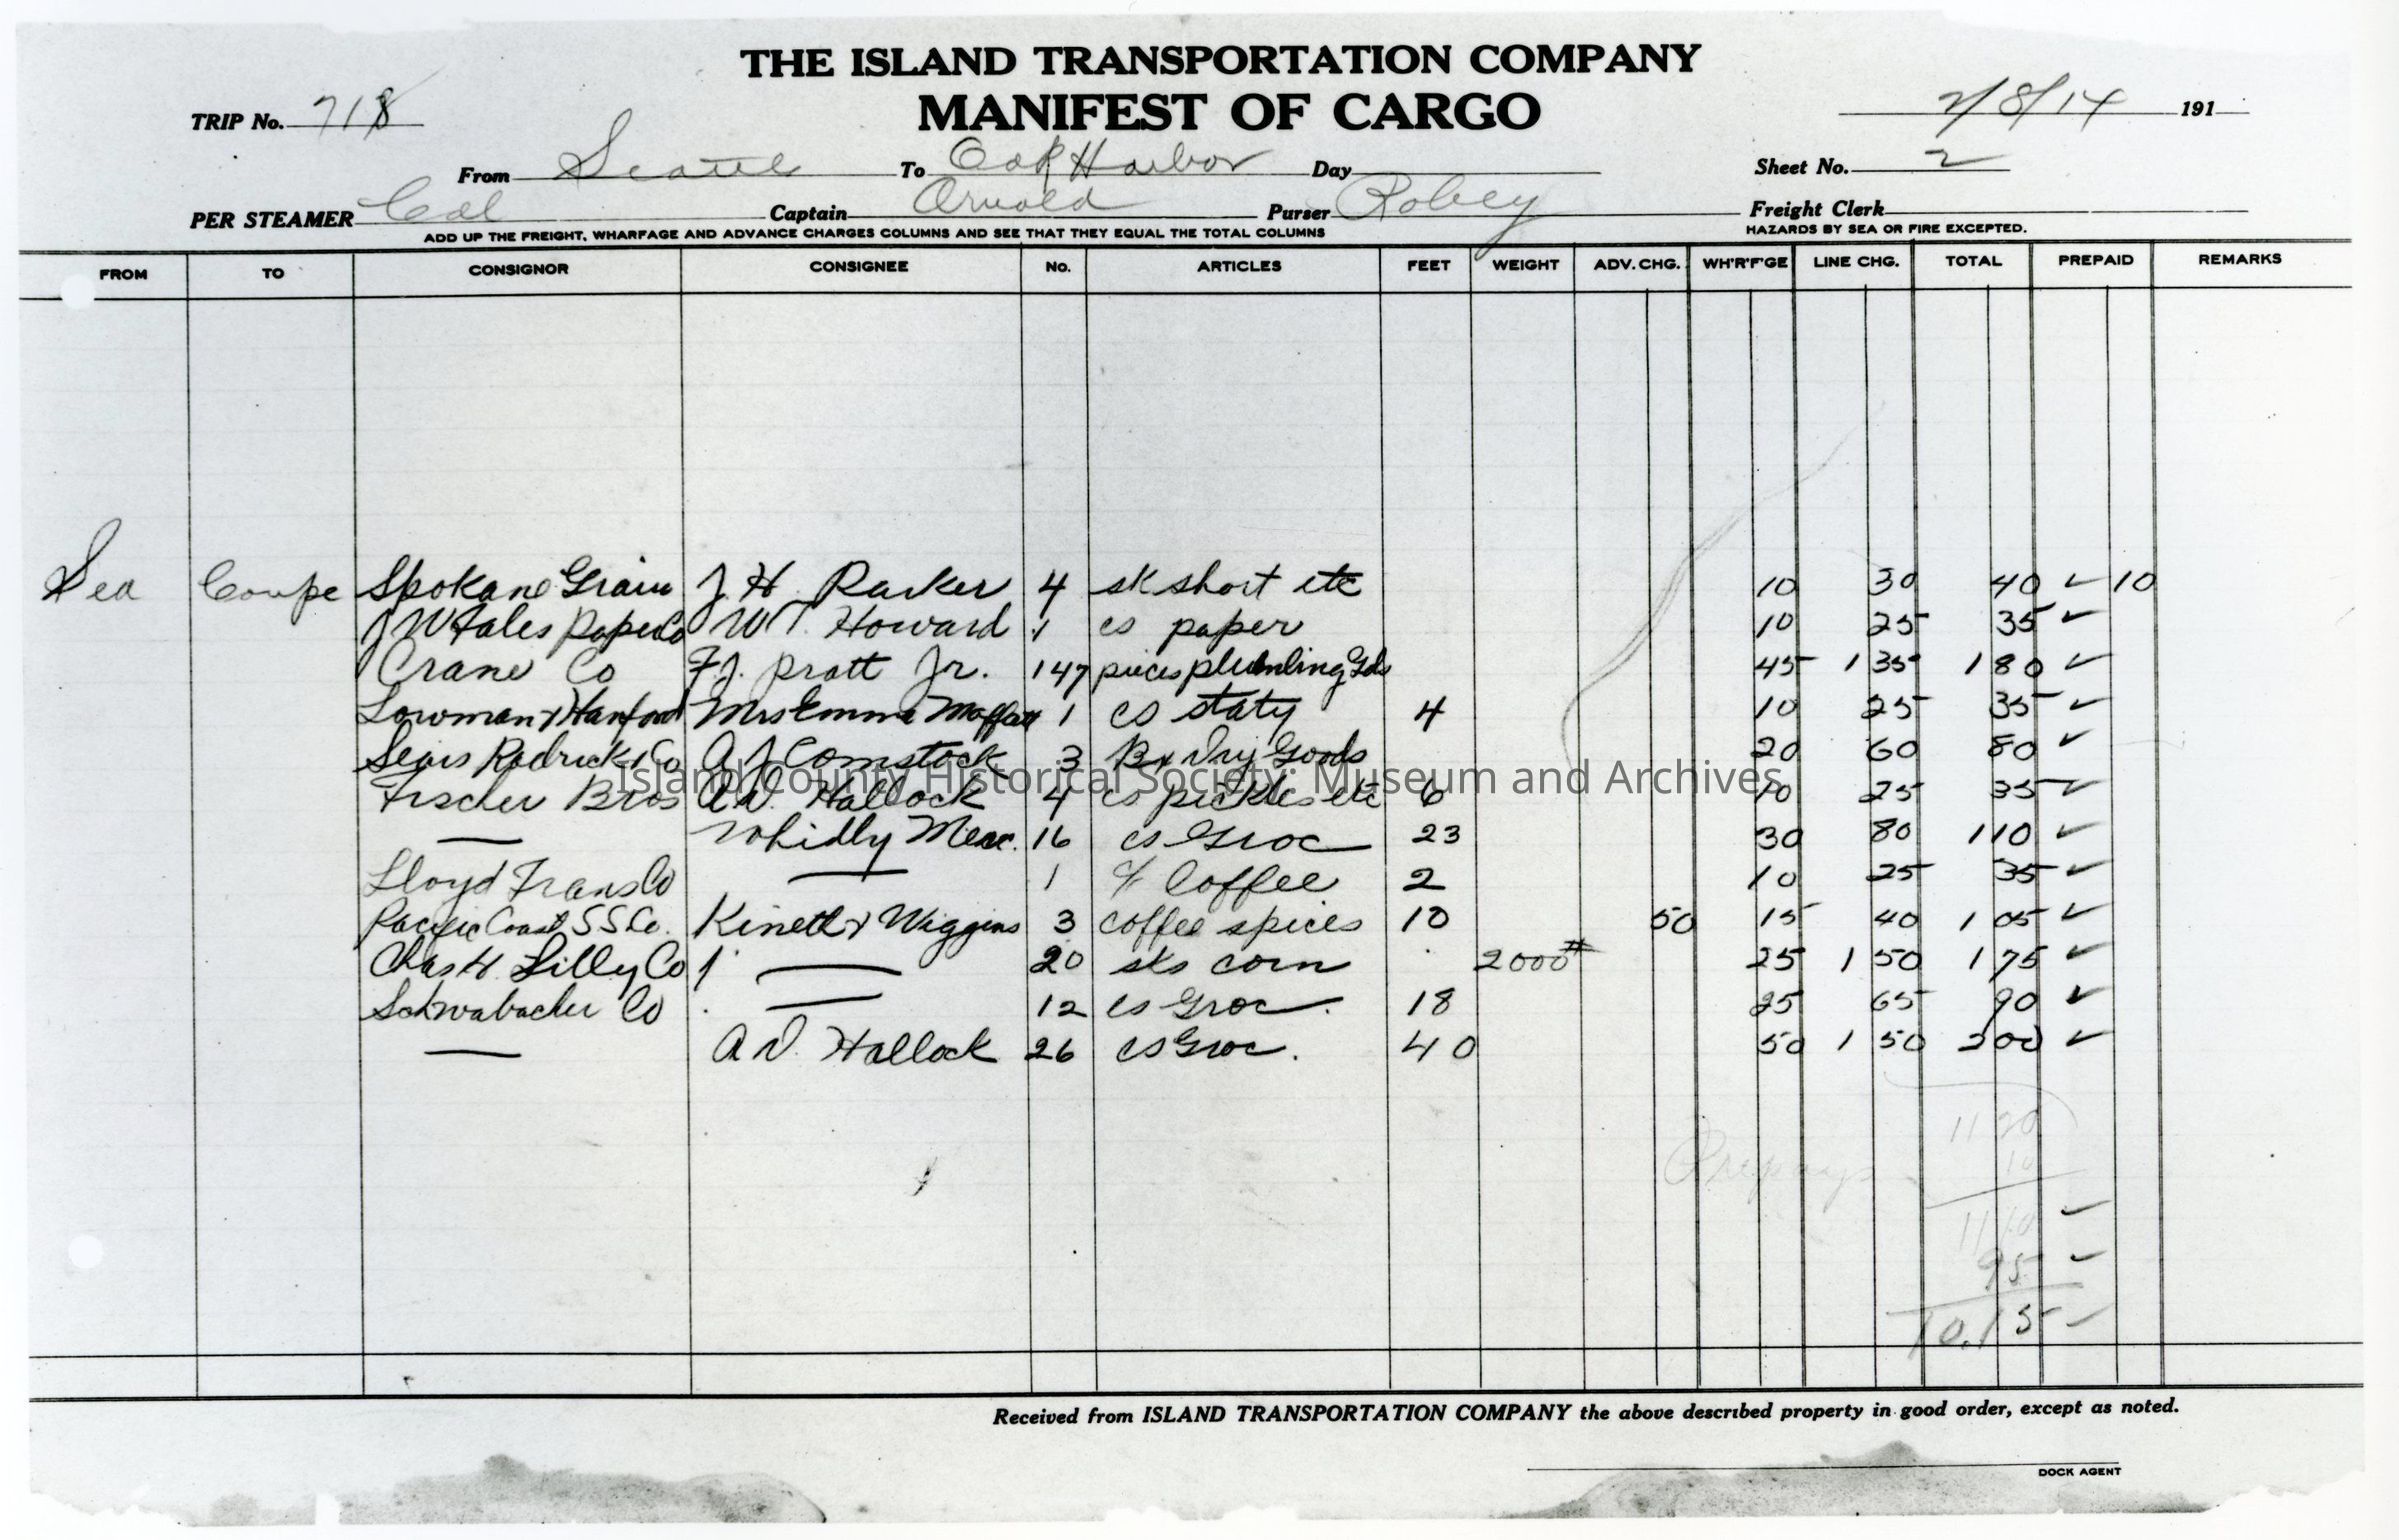 THE ISLAND TRANSPORTATION COMPANY
MANIFEST OF CARGO
TRIP No. 718
2/8/14 191
From Seattle To Oak Harbor Day
Sheet No. 2
PER STEAMER Cal Captain Arnold Purser Robey
Freight Clerk
ADD UP THE FREIGHT, WHARFAGE AND ADVANCE CHARGES COLUMNS AND SEE THAT THEY EQUAL THE TOTAL COLUMNS
HAZARDS BY SEA OR FIRE EXCEPTED.
FROM TO CONSIGNOR CONSIGNEE No. ARTICLES FEET WEIGHT ADV. CHG. WH'R'F'GE LINE CHG. TOTAL PREPAID REMARKS
Sea Coupe Spokane Grain J. H. Parker 4 sk short etc 10 30 40 ✓ 10
J W Fales Paper Co W T. Howard 1 cs paper 10 25 35 ✓
Crane Co F. J. Pratt Jr. 147 pieces plumbing Gds 45 1 35 1 80 ✓
Lowman & Hanford Mrs Emma Moffatt 1 cs staty 4 10 25 35 ✓
Sears Rodrick & Co A J Comstock 3 Bx Dry Goods 20 60 80 ✓
Fischer Bros A.D. Hallock 4 cs pickles etc 6 10 25 35 ✓
— Whidby Merc. 16 cs Groc 23 30 80 1 10 ✓
Lloyd Trans Co — 1 Coffee 2 10 25 35 ✓
Pacific Coast S S Co. Kineth & Wiggins 3 coffee spices 10 50 15 40 1 05 ✓
Chas H. Lilly Co — 20 sks corn 2000# 25 1 50 1 75 ✓
Schwabacher Co — 12 cs Groc. 18 25 65 90 ✓
— A D. Hallock 26 cs Groc. 40 50 1 50 2 00 ✓
11 20
Prepays 10
11 10 ✓
95 ✓
10.15 ✓
Island County Historical Society: Museum and Archives
Received from ISLAND TRANSPORTATION COMPANY the above described property in good order, except as noted.
DOCK AGENT